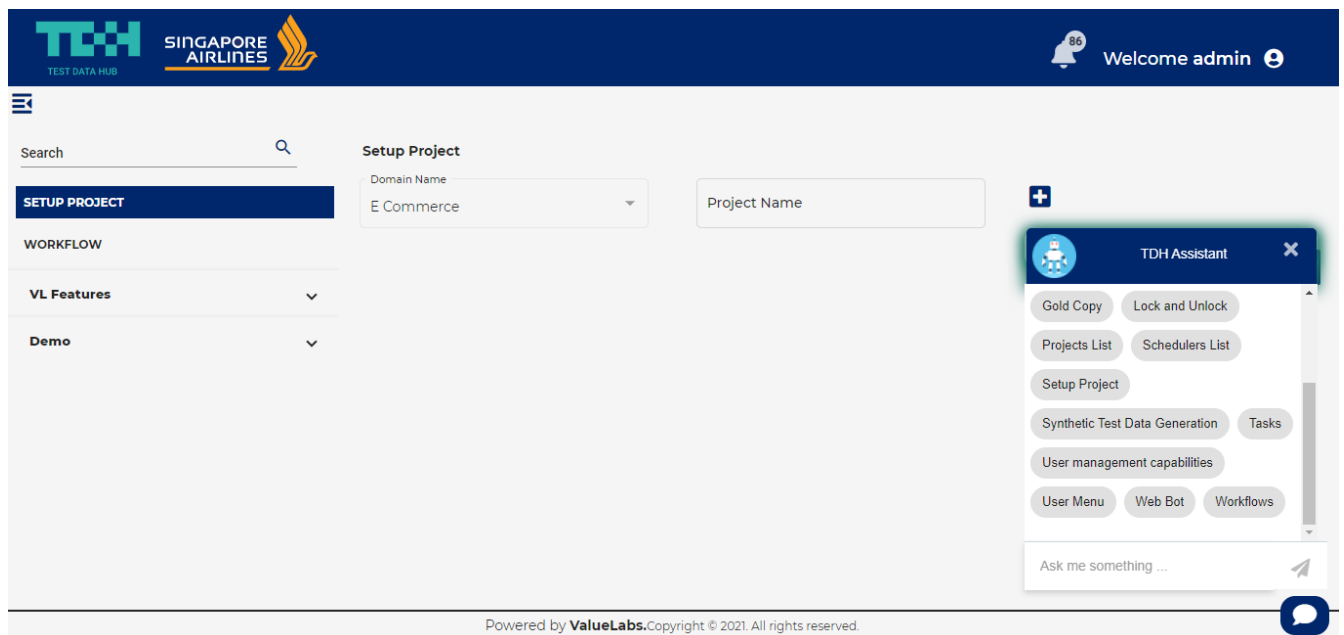 TDH
TEST DATA HUB
SINGAPORE
AIRLINES
86
Welcome admin
Search
SETUP PROJECT
WORKFLOW
VL Features
Demo
Setup Project
Domain Name
E Commerce
Project Name
TDH Assistant
Gold Copy
Lock and Unlock
Projects List
Schedulers List
Setup Project
Synthetic Test Data Generation
Tasks
User management capabilities
User Menu
Web Bot
Workflows
Ask me something ...
Powered by ValueLabs.Copyright © 2021. All rights reserved.